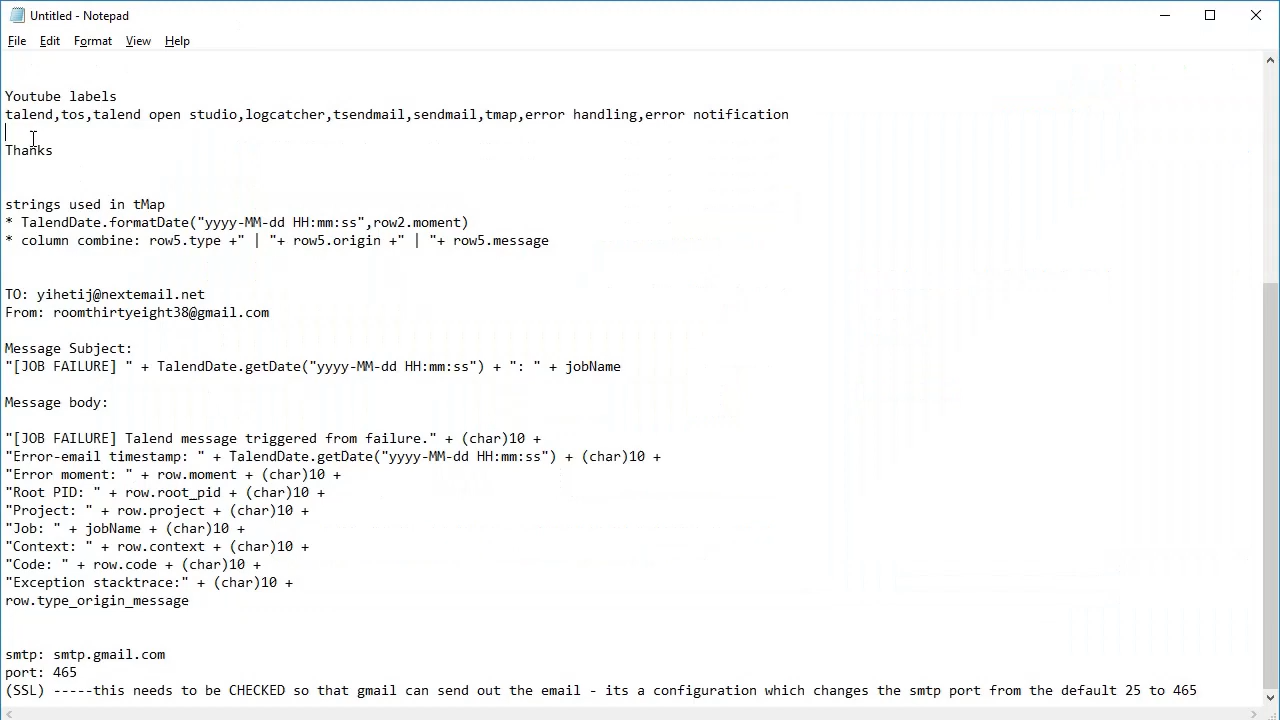 Untitled - Notepad
File Edit Format View Help
Youtube labels
talend,tos,talend open studio,logcatcher,tsendmail,sendmail,tmap,error handling,error notification
Thanks
strings used in tMap
* TalendDate.formatDate("yyyy-MM-dd HH:mm:ss",row2.moment)
* column combine: row5.type +" | "+ row5.origin +" | "+ row5.message
TO: yihetij@nextemail.net
From: roomthirtyeight38@gmail.com
Message Subject:
"[JOB FAILURE] " + TalendDate.getDate("yyyy-MM-dd HH:mm:ss") + ": " + jobName
Message body:
"[JOB FAILURE] Talend message triggered from failure." + (char)10 +
"Error-email timestamp: " + TalendDate.getDate("yyyy-MM-dd HH:mm:ss") + (char)10 +
"Error moment: " + row.moment + (char)10 +
"Root PID: " + row.root_pid + (char)10 +
"Project: " + row.project + (char)10 +
"Job: " + jobName + (char)10 +
"Context: " + row.context + (char)10 +
"Code: " + row.code + (char)10 +
"Exception stacktrace:" + (char)10 +
row.type_origin_message
smtp: smtp.gmail.com
port: 465
(SSL) -----this needs to be CHECKED so that gmail can send out the email - its a configuration which changes the smtp port from the default 25 to 465